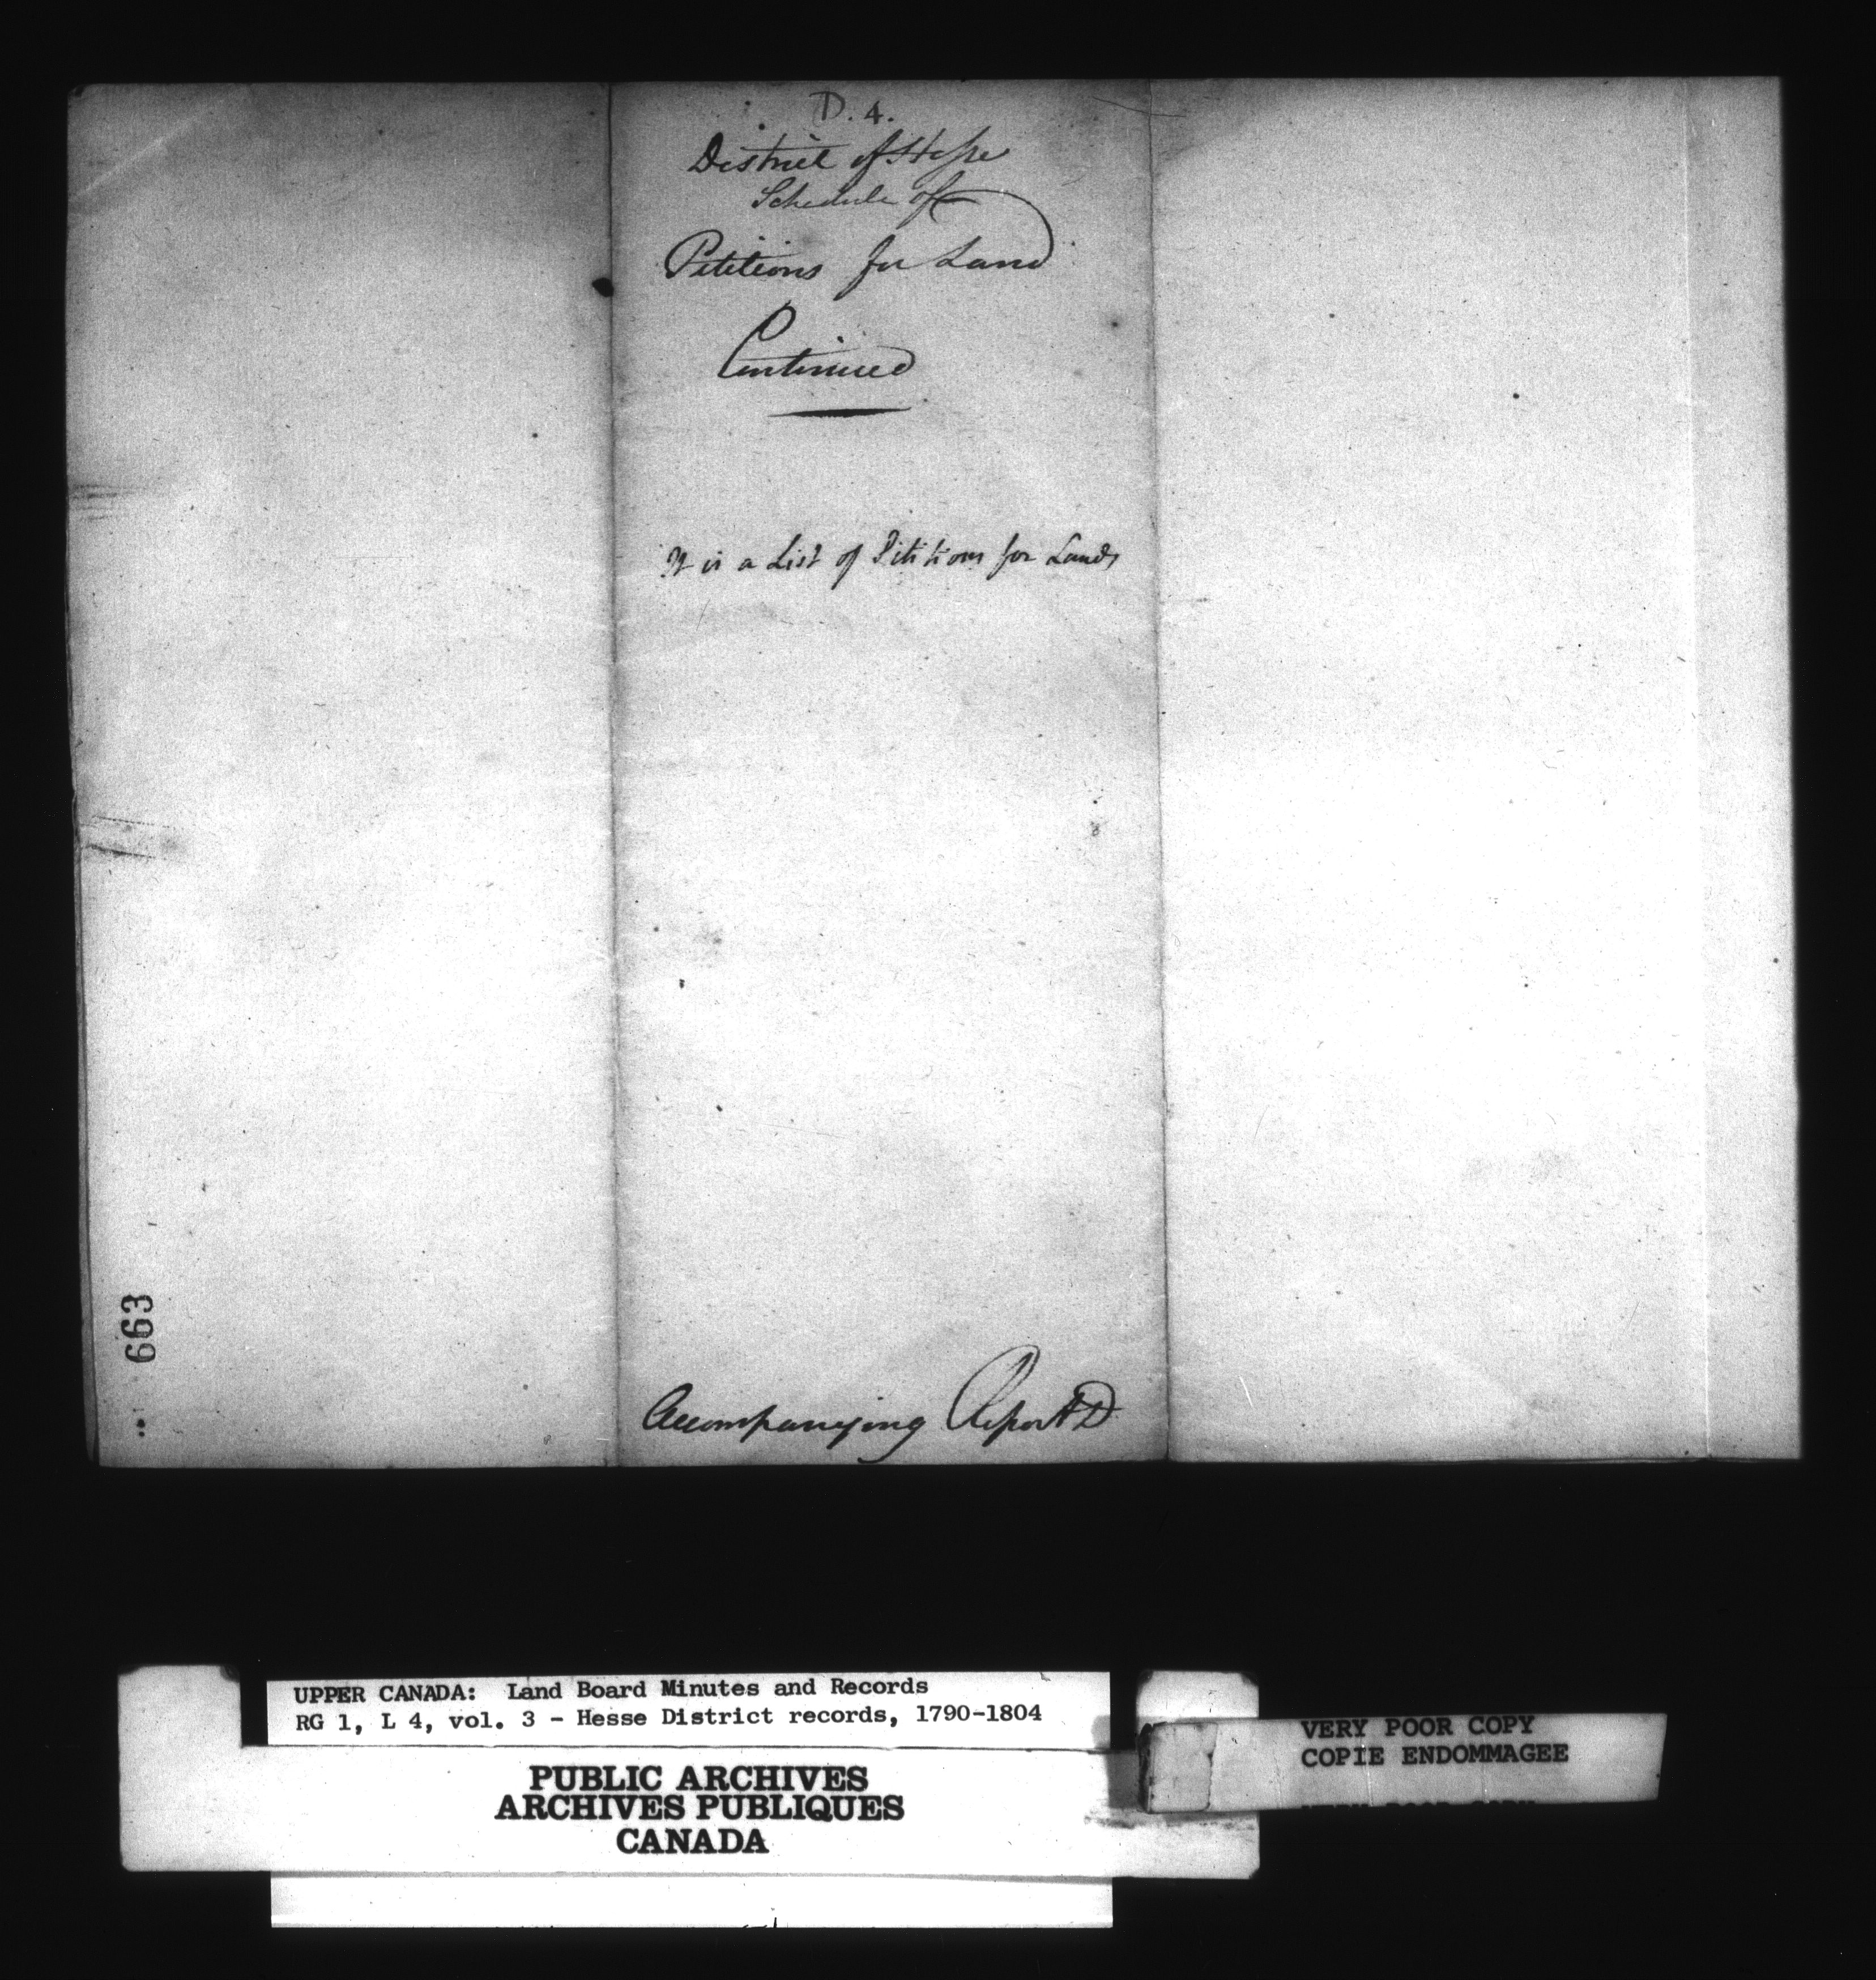 D. 4.
District of Hesse
Schedule of
Petitions for Land
Continued
It is a List of Petitions for Lands
663
Accompanying Report D
UPPER CANADA: Land Board Minutes and Records
RG 1, L 4, vol. 3 - Hesse District records, 1790-1804
PUBLIC ARCHIVES
ARCHIVES PUBLIQUES
CANADA
VERY POOR COPY
COPIE ENDOMMAGEE